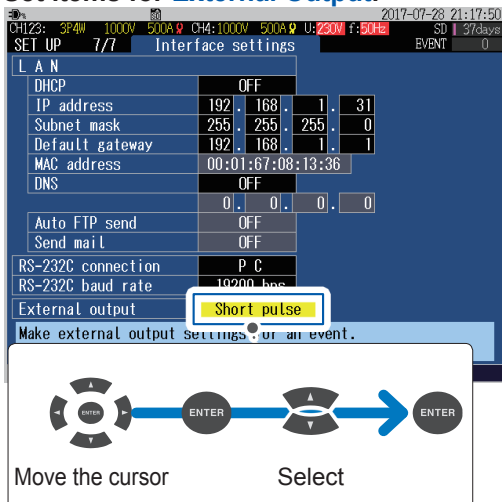 Set items for External Output.
2017-07-28 21:17:50
CH123: 3P4W 1000V 500A CH4:1000V 500A U:230V f:50Hz SD 37days
SET UP 7/7 Interface settings EVENT 0
LAN
DHCP OFF
IP address 192. 168. 1. 31
Subnet mask 255. 255. 255. 0
Default gateway 192. 168. 1. 1
MAC address 00:01:67:08:13:36
DNS OFF
0. 0. 0. 0
Auto FTP send OFF
Send mail OFF
RS-232C connection PC
RS-232C baud rate 19200 bps
External output Short pulse
Make external output settings for an event.
ENTER ENTER ENTER
Move the cursor Select